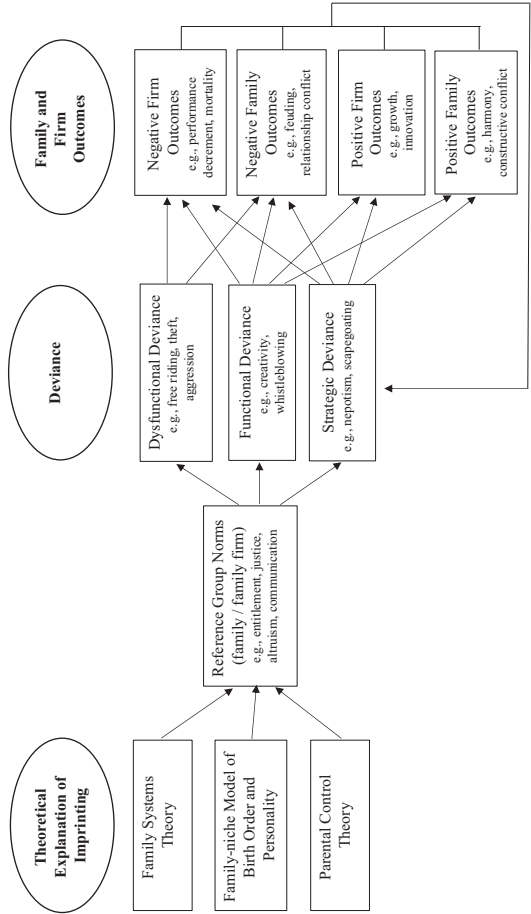 Theoretical
Explanation of
Imprinting
Deviance
Family and
Firm
Outcomes
Family Systems
Theory
Family-niche Model of
Birth Order and
Personality
Parental Control
Theory
Reference Group Norms
(family / family firm)
e.g., entitlement, justice,
altruism, communication
Dysfunctional Deviance
e.g., free riding, theft,
aggression
Functional Deviance
e.g., creativity,
whistleblowing
Strategic Deviance
e.g., nepotism, scapegoating
Negative Firm
Outcomes
e.g., performance
decrement, mortality
Negative Family
Outcomes
e.g., feuding,
relationship conflict
Positive Firm
Outcomes
e.g., growth,
innovation
Positive Family
Outcomes
e.g., harmony,
constructive conflict